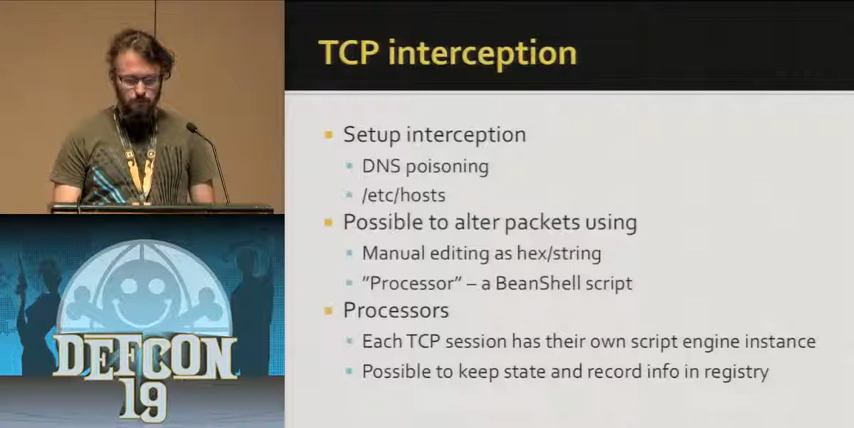 TCP interception
Setup interception
DNS poisoning
/etc/hosts
Possible to alter packets using
Manual editing as hex/string
”Processor” – a BeanShell script
Processors
Each TCP session has their own script engine instance
Possible to keep state and record info in registry
DEFCON
19